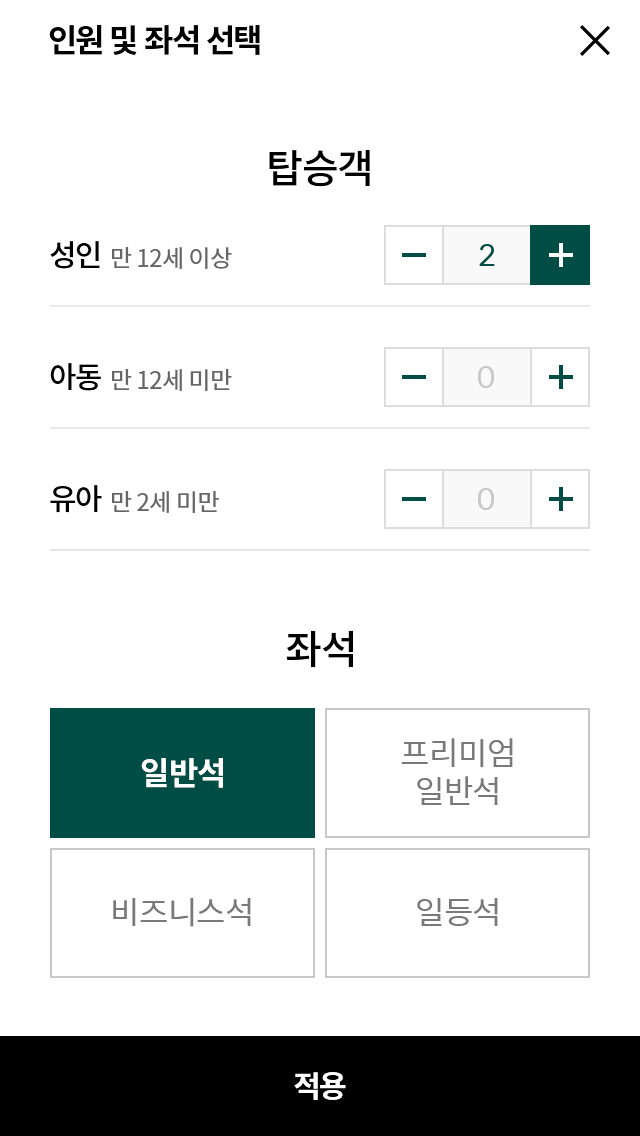 인원 및 좌석 선택
탑승객
성인 만 12세 이상
2
아동 만 12세 미만
0
유아 만 2세 미만
0
좌석
일반석
프리미엄
일반석
비즈니스석
일등석
적용